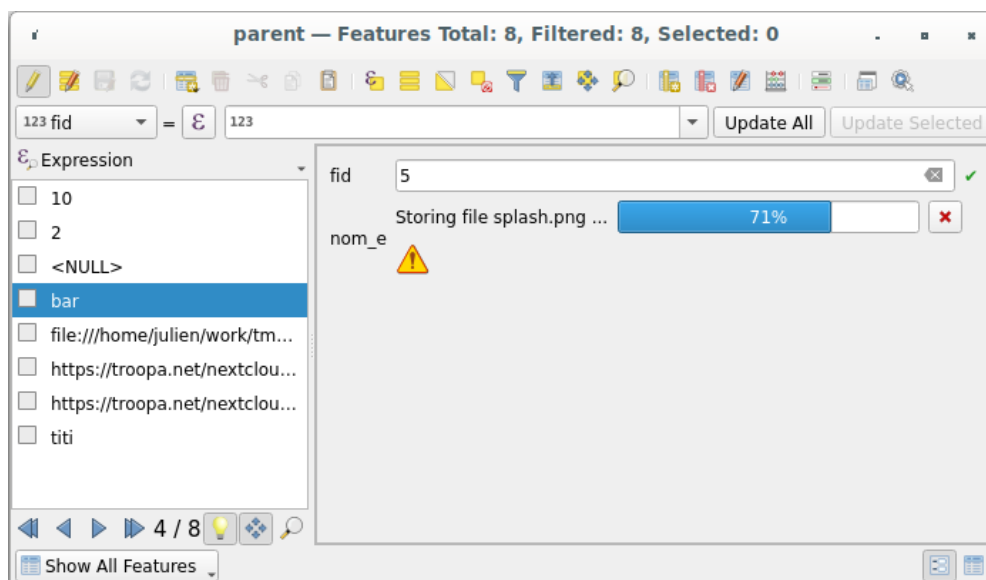 parent — Features Total: 8, Filtered: 8, Selected: 0
123 fid = ε 123 Update All Update Selected
Expression
10
2
<NULL>
bar
file:///home/julien/work/tm...
https://troopa.net/nextclou...
https://troopa.net/nextclou...
titi
fid 5
Storing file splash.png ... 71%
nom_e
4 / 8
Show All Features